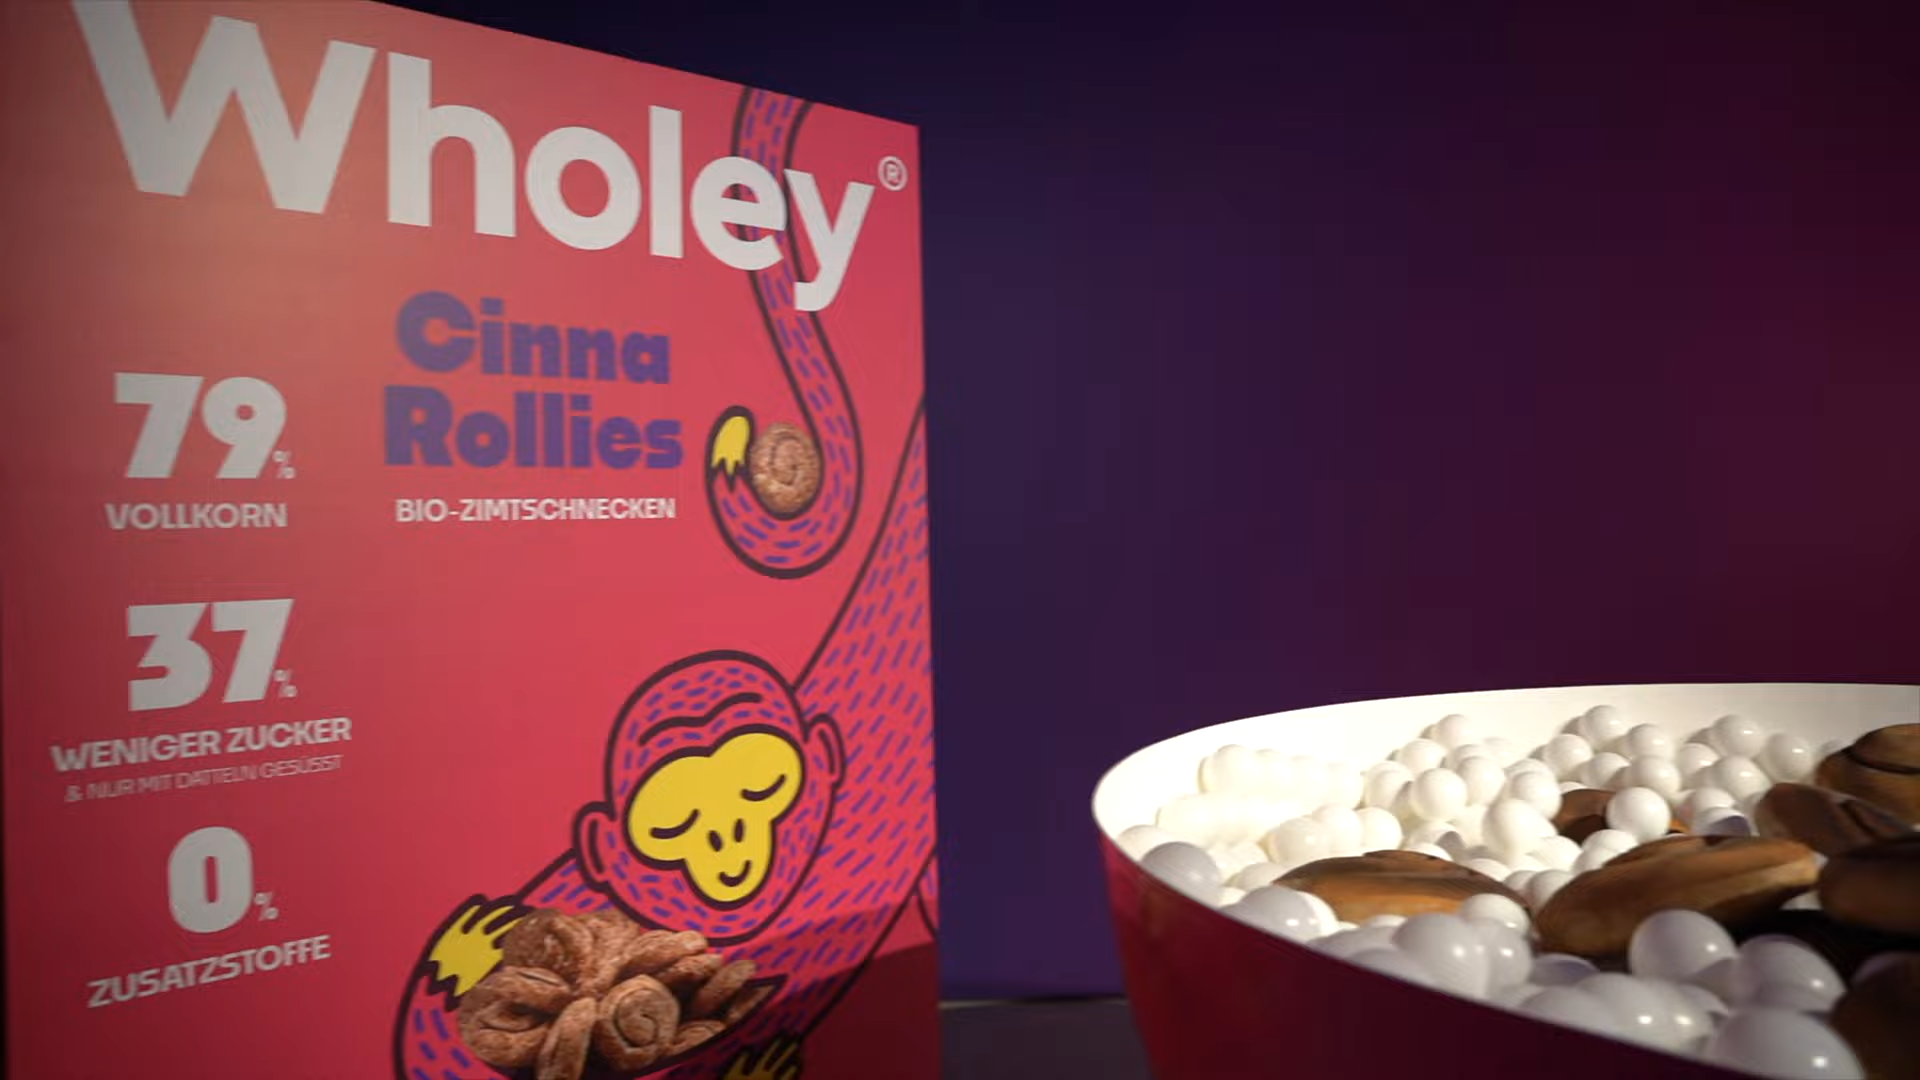 Wholey®
Cinna
Rollies
BIO-ZIMTSCHNECKEN
79%
VOLLKORN
37%
WENIGER ZUCKER
& NUR MIT DATTELN GESÜSST
0%
ZUSATZSTOFFE